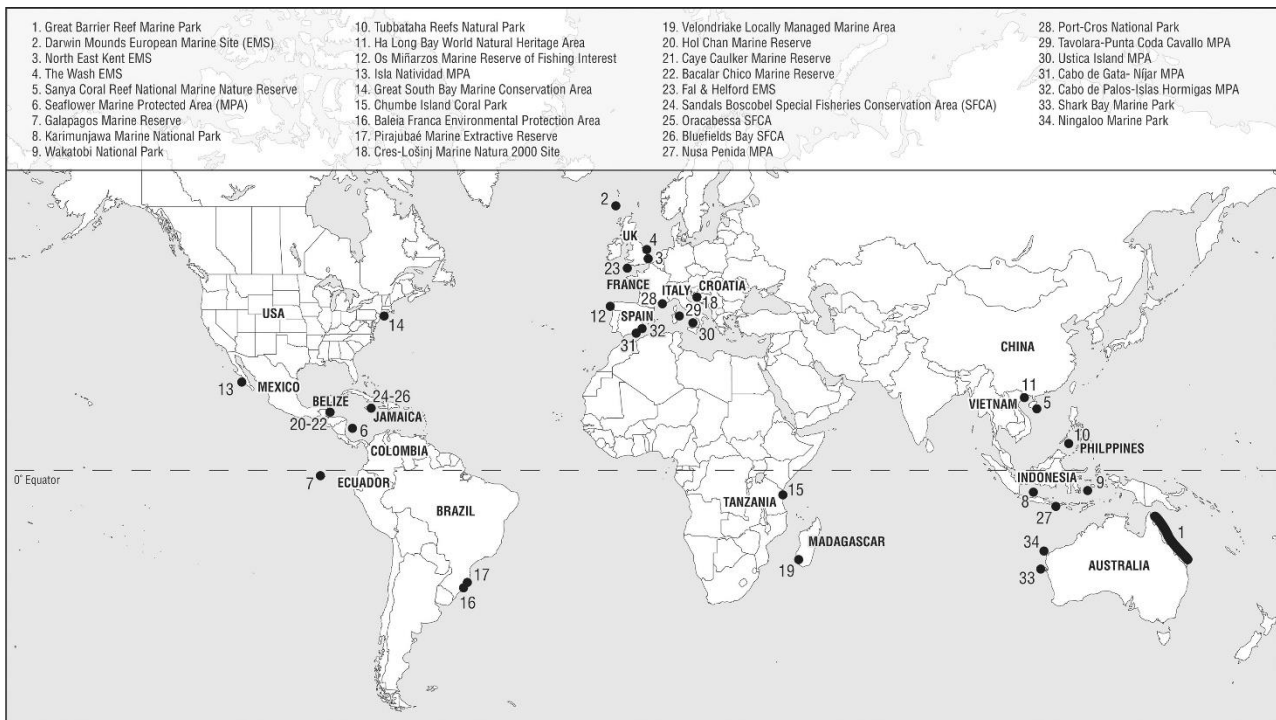 1. Great Barrier Reef Marine Park
2. Darwin Mounds European Marine Site (EMS)
3. North East Kent EMS
4. The Wash EMS
5. Sanya Coral Reef National Marine Nature Reserve
6. Seaflower Marine Protected Area (MPA)
7. Galapagos Marine Reserve
8. Karimunjawa Marine National Park
9. Wakatobi National Park
10. Tubbataha Reefs Natural Park
11. Ha Long Bay World Natural Heritage Area
12. Os Miñarzos Marine Reserve of Fishing Interest
13. Isla Natividad MPA
14. Great South Bay Marine Conservation Area
15. Chumbe Island Coral Park
16. Baleia Franca Environmental Protection Area
17. Pirajubaé Marine Extractive Reserve
18. Cres-Lošinj Marine Natura 2000 Site
19. Velondriake Locally Managed Marine Area
20. Hol Chan Marine Reserve
21. Caye Caulker Marine Reserve
22. Bacalar Chico Marine Reserve
23. Fal & Helford EMS
24. Sandals Boscobel Special Fisheries Conservation Area (SFCA)
25. Oracabessa SFCA
26. Bluefields Bay SFCA
27. Nusa Penida MPA
28. Port-Cros National Park
29. Tavolara-Punta Coda Cavallo MPA
30. Ustica Island MPA
31. Cabo de Gata- Níjar MPA
32. Cabo de Palos-Islas Hormigas MPA
33. Shark Bay Marine Park
34. Ningaloo Marine Park
2
UK
4
3
23
FRANCE
ITALY
CROATIA
28
18
12
SPAIN
29
32
30
31
USA
14
CHINA
13
MEXICO
BELIZE
24-26
JAMAICA
20-22
6
COLOMBIA
11
VIETNAM
5
10
PHILPPINES
0° Equator
7
ECUADOR
BRAZIL
TANZANIA
15
INDONESIA
8
9
27
MADAGASCAR
19
34
33
1
AUSTRALIA
17
16